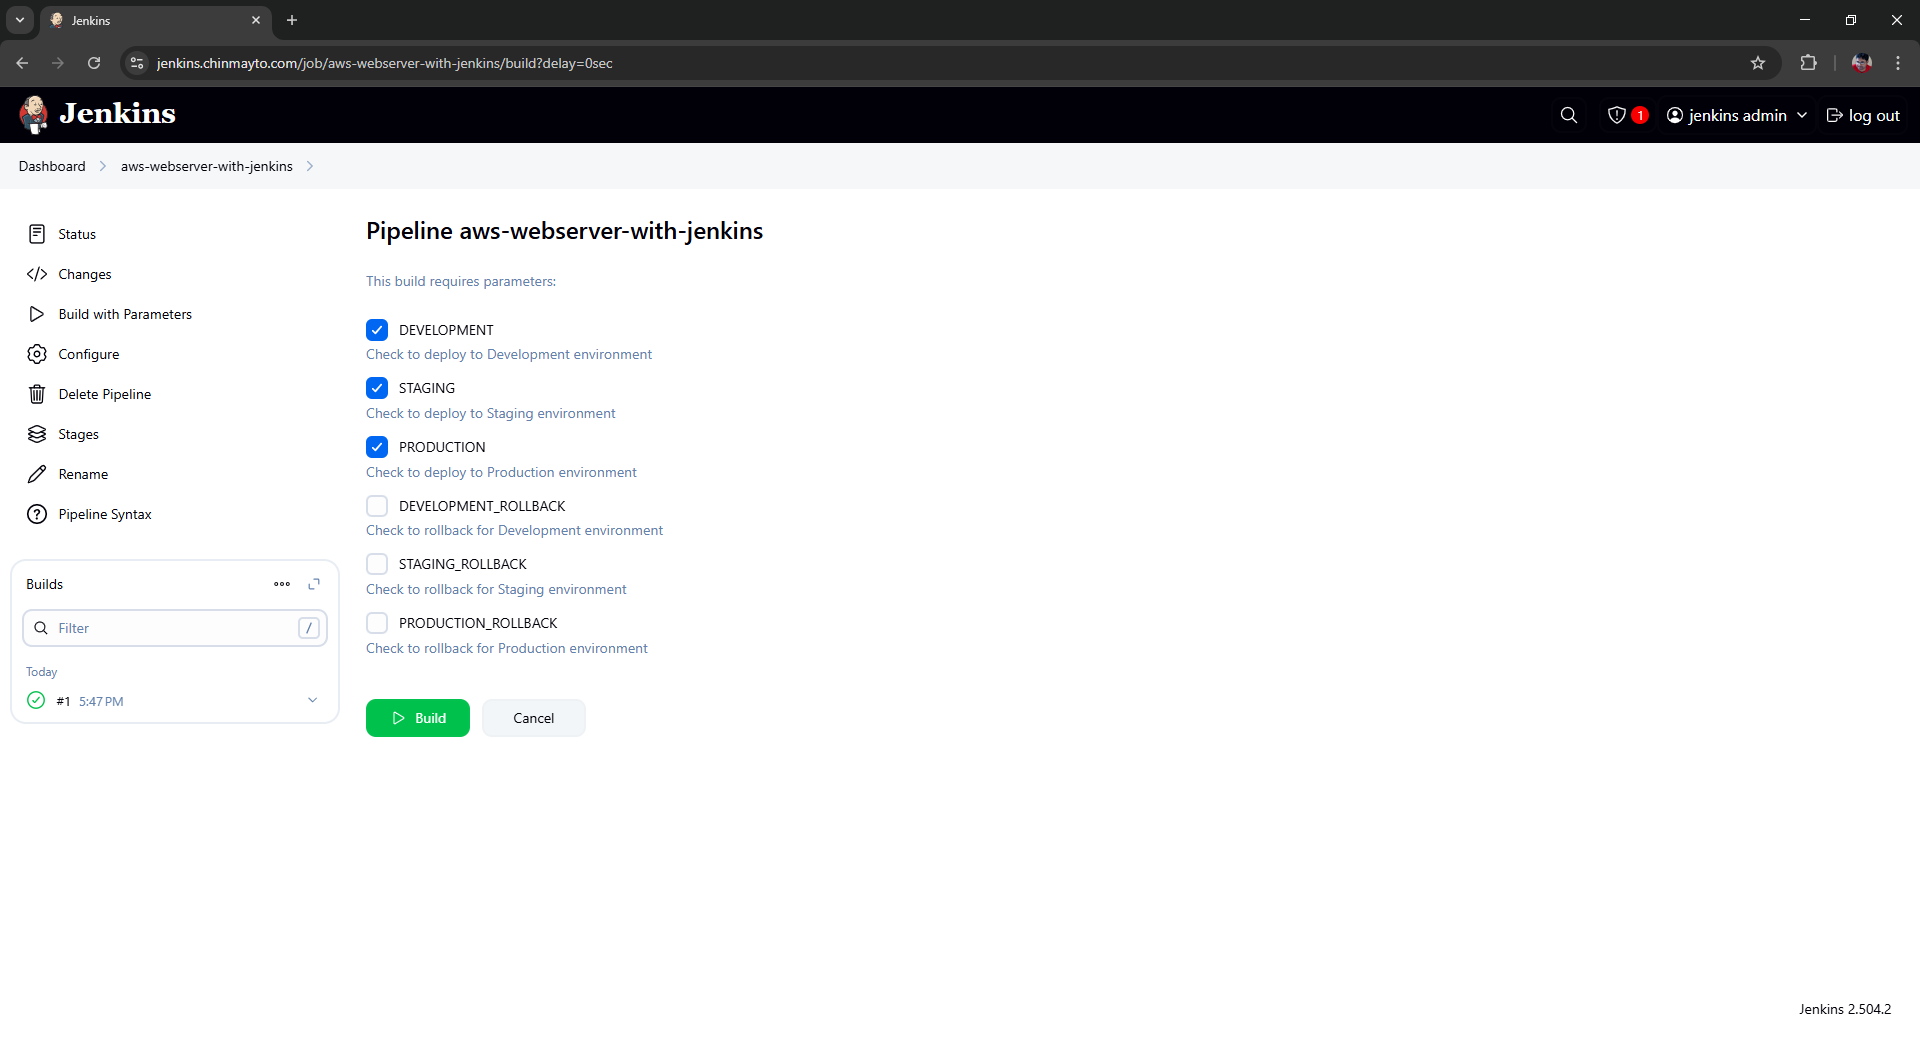 Jenkins
jenkins.chinmayto.com/job/aws-webserver-with-jenkins/build?delay=0sec
Jenkins
1
jenkins admin
log out
Dashboard
aws-webserver-with-jenkins
Status
Changes
Build with Parameters
Configure
Delete Pipeline
Stages
Rename
Pipeline Syntax
Builds
Filter
/
Today
#1 5:47 PM
Pipeline aws-webserver-with-jenkins
This build requires parameters:
DEVELOPMENT
Check to deploy to Development environment
STAGING
Check to deploy to Staging environment
PRODUCTION
Check to deploy to Production environment
DEVELOPMENT_ROLLBACK
Check to rollback for Development environment
STAGING_ROLLBACK
Check to rollback for Staging environment
PRODUCTION_ROLLBACK
Check to rollback for Production environment
Build
Cancel
Jenkins 2.504.2